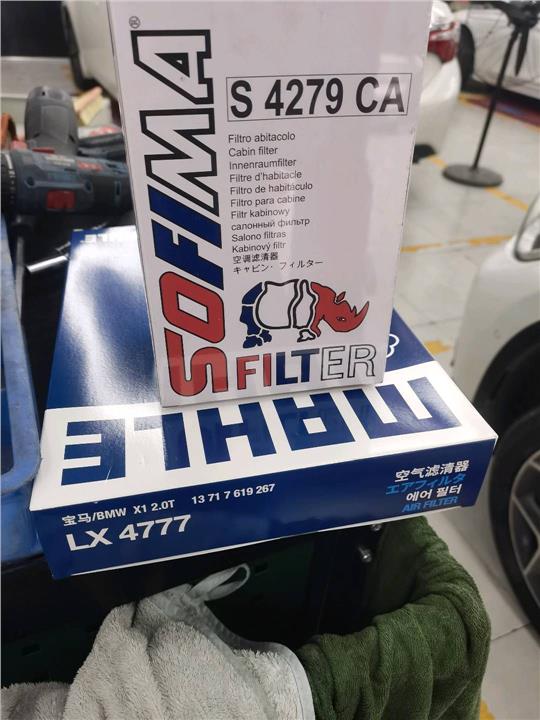 SOFIMA®
S 4279 CA
Filtro abitacolo
Cabin filter
Innenraumfilter
Filtre d'habitacle
Filtro de habitáculo
Filtro para cabine
Filtr kabinowy
салонный фильтр
Salono filtras
Kabinový filtr
空调滤清器
キャビン・フィルター
FILTER
MAHLE
宝马/BMW X1 2.0T 13 71 7 619 267
LX 4777
空气滤清器
エアフィルタ
에어 필터
AIR FILTER